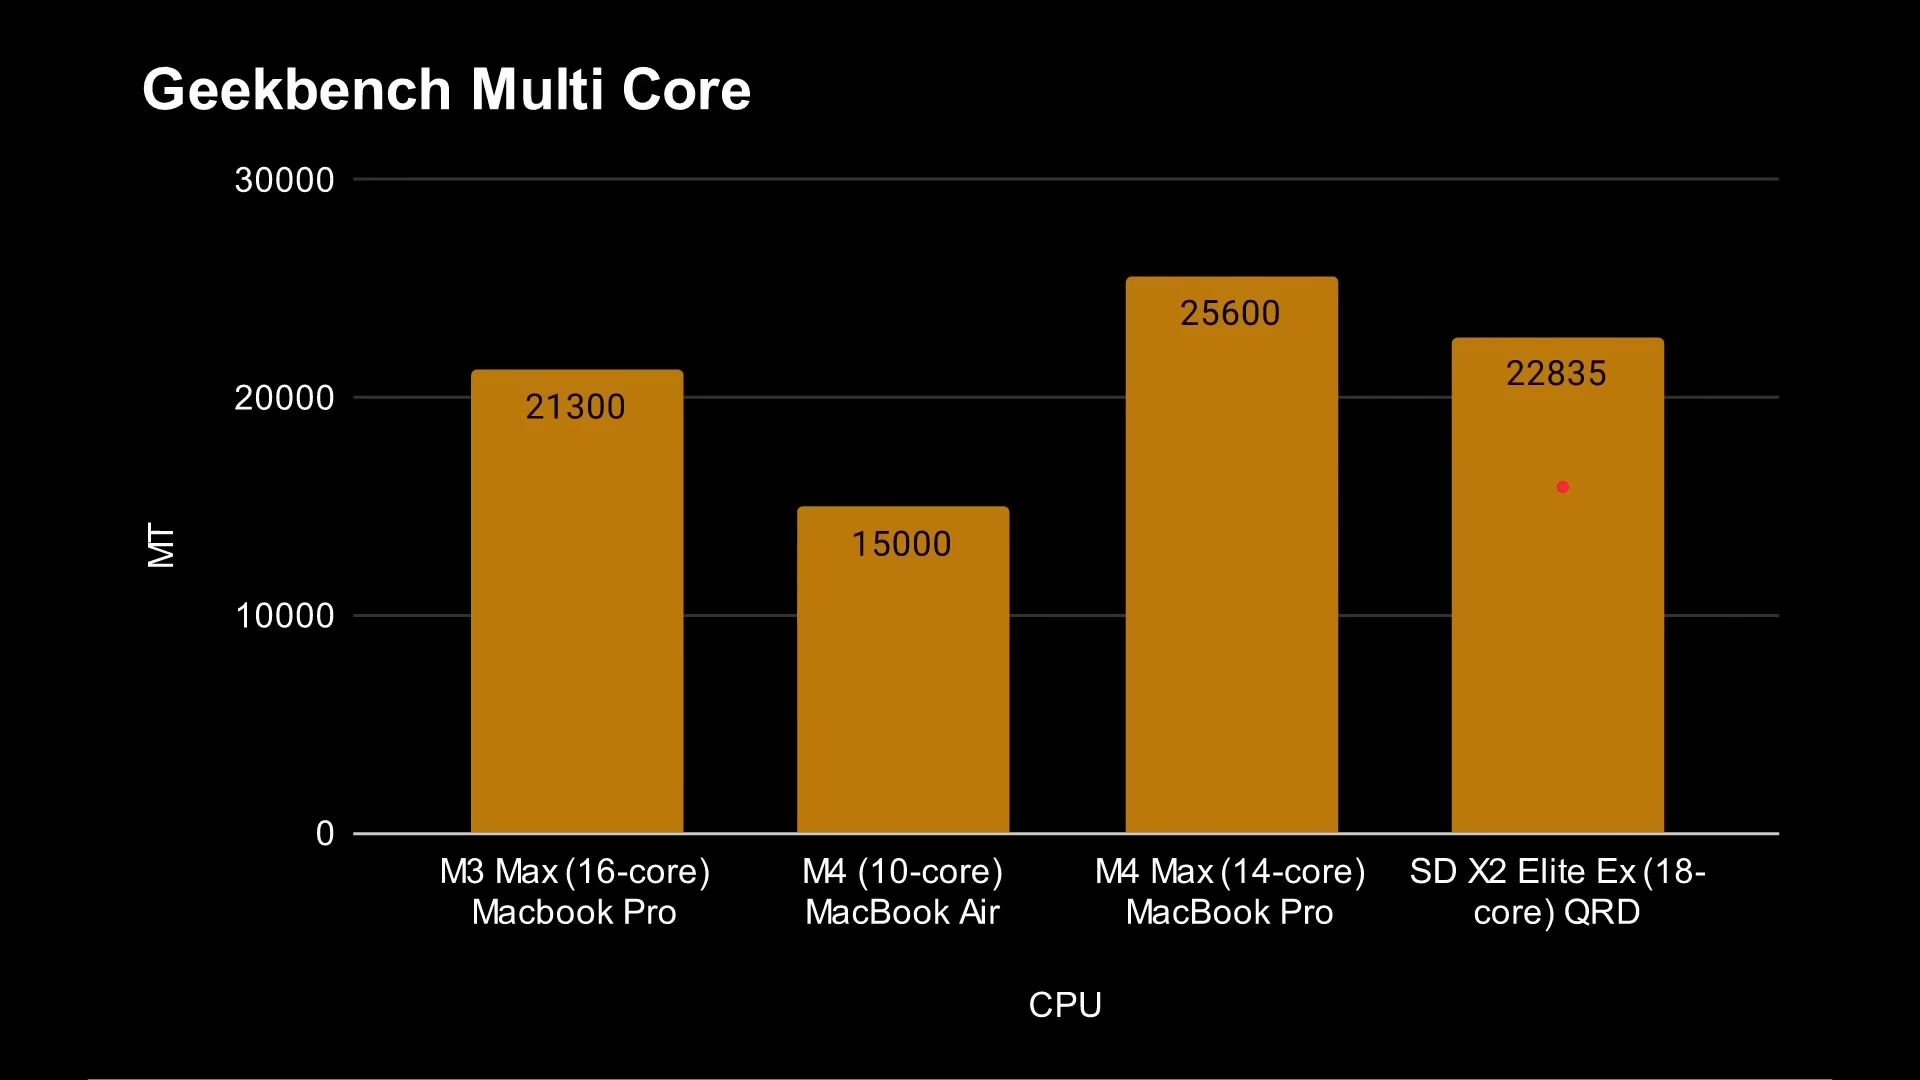 Geekbench Multi Core
30000
20000
10000
0
MT
21300
15000
25600
22835
M3 Max (16-core)
Macbook Pro
M4 (10-core)
MacBook Air
M4 Max (14-core)
MacBook Pro
SD X2 Elite Ex (18-
core) QRD
CPU